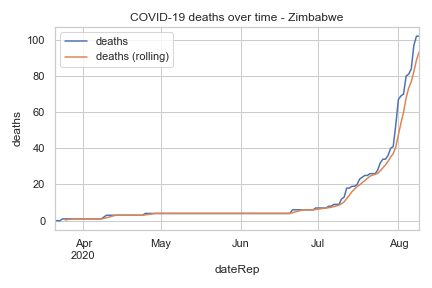 COVID-19 deaths over time - Zimbabwe
deaths
deaths (rolling)
100
80
60
40
20
0
deaths
Apr
2020
May
Jun
Jul
Aug
dateRep